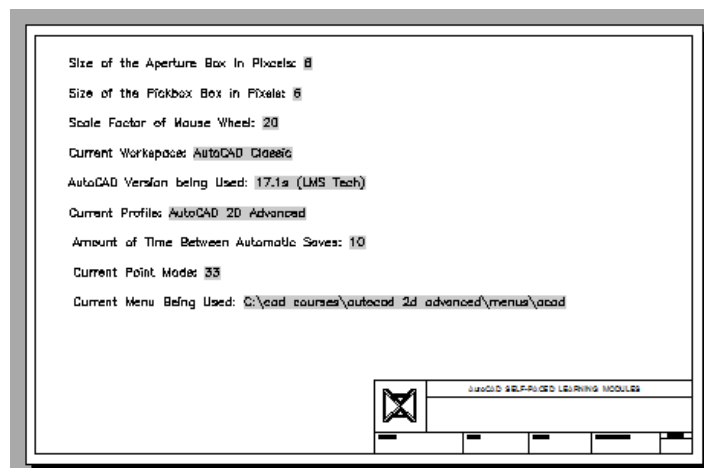 Size of the Aperture Box in Pixcels: 8
Size of the Pickbox Box in Pixels: 6
Scale Factor of Mouse Wheel: 20
Current Workspace: AutoCAD Classic
AutoCAD Version being Used: 17.1s (LMS Tech)
Current Profile: AutoCAD 2D Advanced
Amount of Time Between Automatic Saves: 10
Current Point Mode: 33
Current Menu Being Used: C:\cad courses\autocad 2d advanced\menus\acad
AutoCAD SELF-PACED LEARNING MODULES